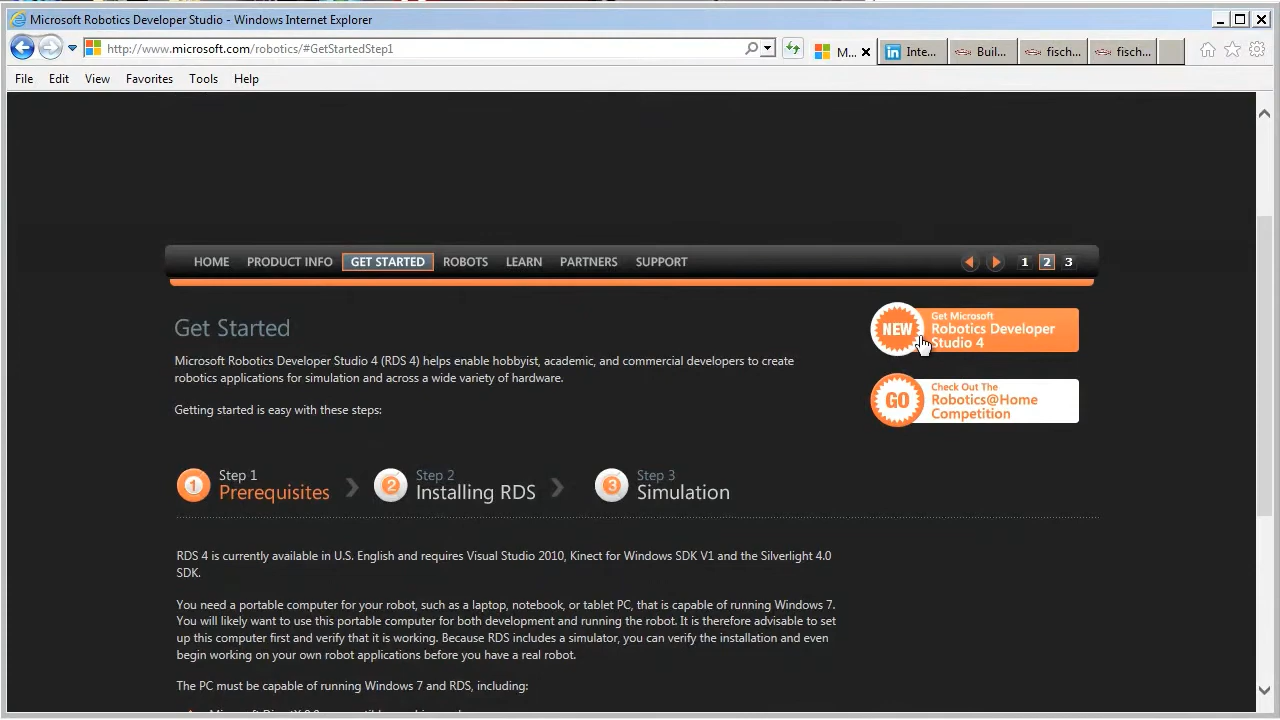 Microsoft Robotics Developer Studio - Windows Internet Explorer
http://www.microsoft.com/robotics/#GetStartedStep1
M...
Inte...
Buil...
fisch...
fisch...
File Edit View Favorites Tools Help
HOME PRODUCT INFO GET STARTED ROBOTS LEARN PARTNERS SUPPORT 1 2 3
Get Started
NEW
Get Microsoft
Robotics Developer
Studio 4
Microsoft Robotics Developer Studio 4 (RDS 4) helps enable hobbyist, academic, and commercial developers to create
robotics applications for simulation and across a wide variety of hardware.
GO
Check Out The
Robotics@Home
Competition
Getting started is easy with these steps:
1 Step 1
Prerequisites
2 Step 2
Installing RDS
3 Step 3
Simulation
RDS 4 is currently available in U.S. English and requires Visual Studio 2010, Kinect for Windows SDK V1 and the Silverlight 4.0
SDK.
You need a portable computer for your robot, such as a laptop, notebook, or tablet PC, that is capable of running Windows 7.
You will likely want to use this portable computer for both development and running the robot. It is therefore advisable to set
up this computer first and verify that it is working. Because RDS includes a simulator, you can verify the installation and even
begin working on your own robot applications before you have a real robot.
The PC must be capable of running Windows 7 and RDS, including: